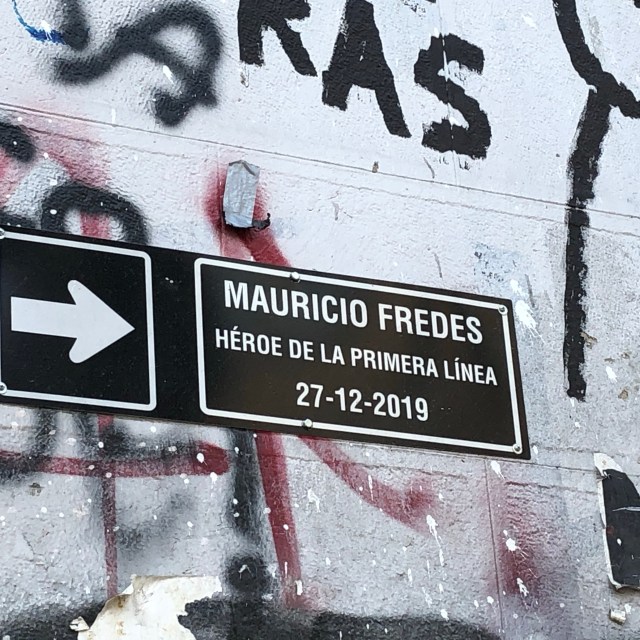 RAS
MAURICIO FREDES
HÉROE DE LA PRIMERA LÍNEA
27-12-2019